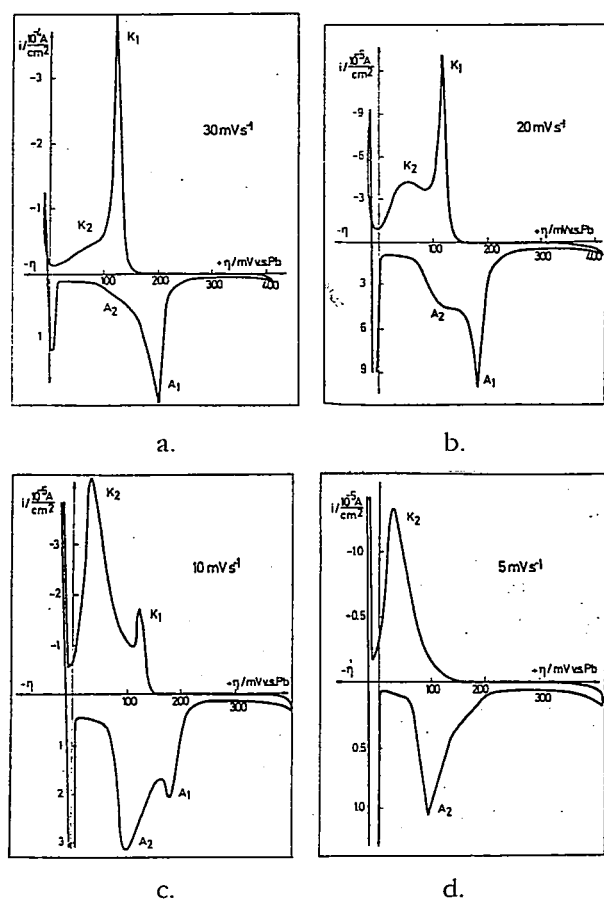 i/10⁻⁴A
cm²
K₁
-3
30mVs⁻¹
-2
-1
K₂
-η
+η/mV vs.Pb
100
200
300
400
A₂
1
A₁
a.
i/10⁻⁵A
cm²
K₁
-9
20mVs⁻¹
-6
K₂
-3
-η
+η/mV vs.Pb
100
200
300
400
3
A₂
6
9
A₁
b.
i/10⁻⁵A
cm²
K₂
-3
10mVs⁻¹
-2
K₁
-1
-η
+η/mV vs.Pb
100
200
300
1
2
A₁
3
A₂
c.
i/10⁻⁵A
cm²
K₂
-10
5mVs⁻¹
+0.5
-η
+η/mV vs.Pb
100
200
300
0.5
1.0
A₂
d.